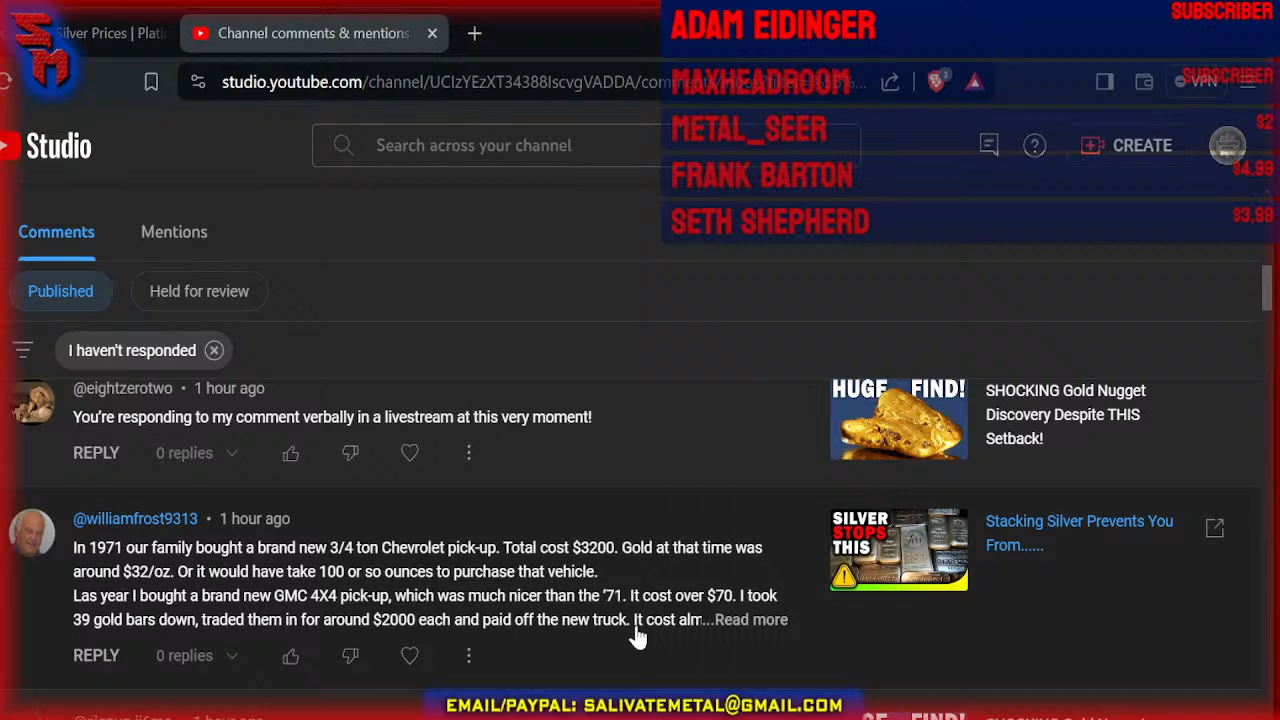 SM
Silver Prices | Plati
Channel comments & mentions
studio.youtube.com/channel/UCIzYEzXT34388IscvgVADDA/com
3
VPN
ADAM EIDINGER
SUBSCRIBER
MAXHEADROOM
SUBSCRIBER
METAL_SEER
$2
FRANK BARTON
$4.99
SETH SHEPHERD
$3.99
Studio
Search across your channel
CREATE
Comments
Mentions
Published
Held for review
I haven't responded
@eightzerotwo • 1 hour ago
You're responding to my comment verbally in a livestream at this very moment!
REPLY
0 replies
HUGE FIND!
SHOCKING Gold Nugget
Discovery Despite THIS
Setback!
@williamfrost9313 • 1 hour ago
In 1971 our family bought a brand new 3/4 ton Chevrolet pick-up. Total cost $3200. Gold at that time was
around $32/oz. Or it would have take 100 or so ounces to purchase that vehicle.
Las year I bought a brand new GMC 4X4 pick-up, which was much nicer than the '71. It cost over $70. I took
39 gold bars down, traded them in for around $2000 each and paid off the new truck. It cost alm...Read more
REPLY
0 replies
SILVER
STOPS
THIS
Stacking Silver Prevents You
From......
EMAIL/PAYPAL: SALIVATEMETAL@GMAIL.COM